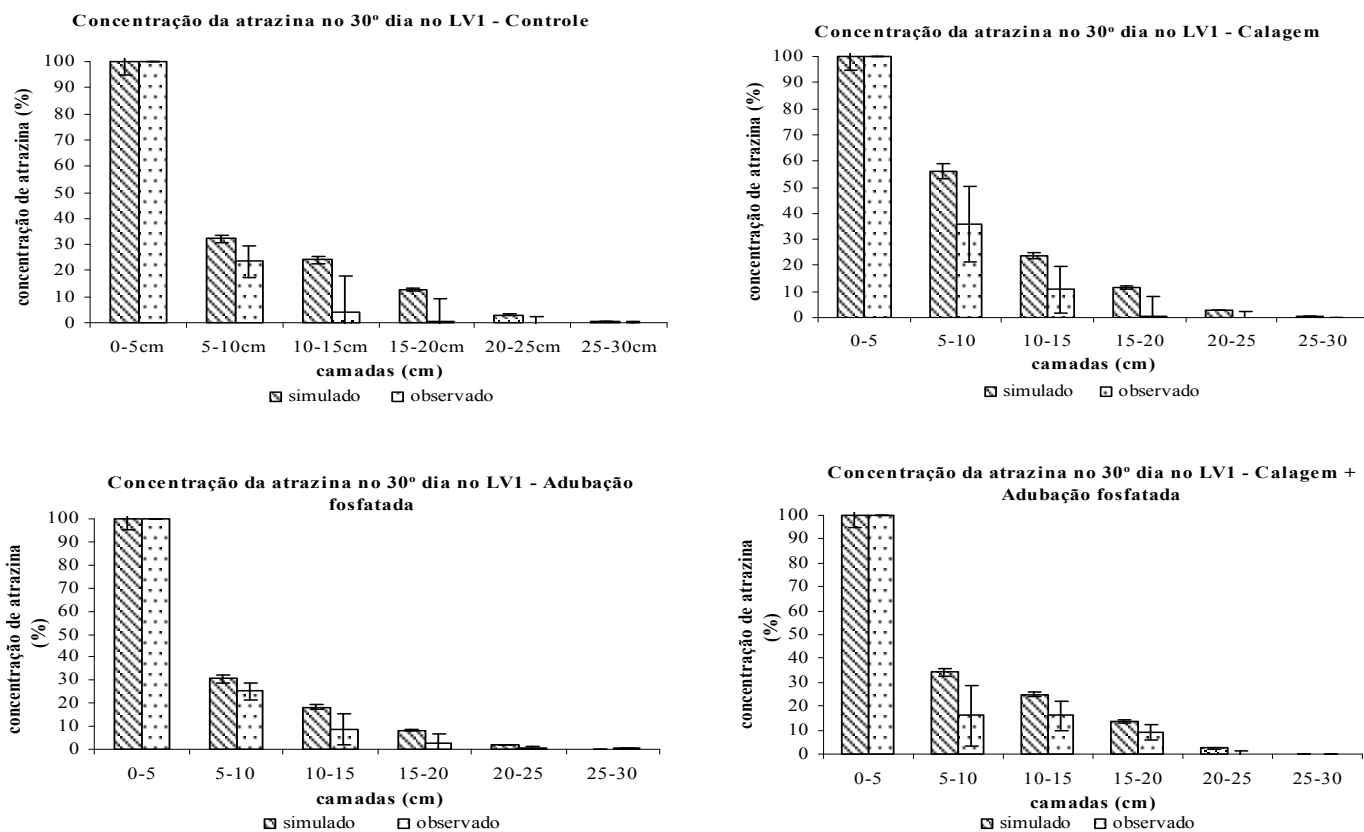 Concentração da atrazina no 30º dia no LV1 - Controle
concentração de atrazina (%)
100
90
80
70
60
50
40
30
20
10
0
0-5cm 5-10cm 10-15cm 15-20cm 20-25cm 25-30cm
camadas (cm)
simulado observado
Concentração da atrazina no 30º dia no LV1 - Calagem
concentração de atrazina (%)
100
90
80
70
60
50
40
30
20
10
0
0-5 5-10 10-15 15-20 20-25 25-30
camadas (cm)
simulado observado
Concentração da atrazina no 30º dia no LV1 - Adubação
fosfatada
concentração de atrazina
(%)
100
90
80
70
60
50
40
30
20
10
0
0-5 5-10 10-15 15-20 20-25 25-30
camadas (cm)
simulado observado
Concentração da atrazina no 30º dia no LV1 - Calagem +
Adubação fosfatada
concentração de atrazina
(%)
100
90
80
70
60
50
40
30
20
10
0
0-5 5-10 10-15 15-20 20-25 25-30
camadas (cm)
simulado observado